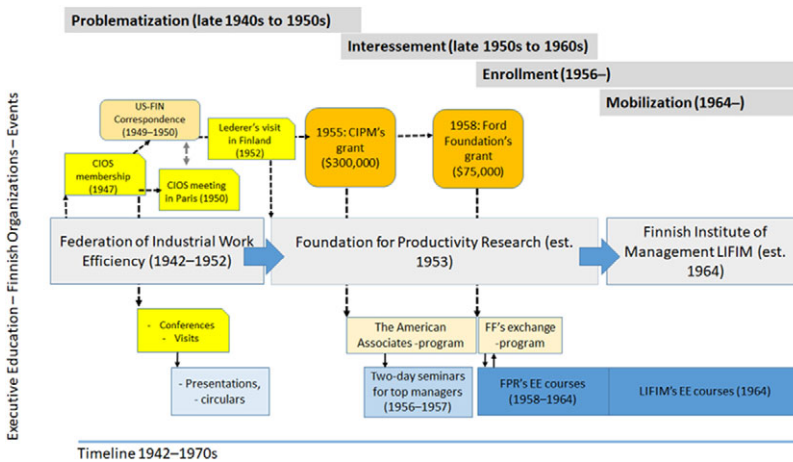 Problematization (late 1940s to 1950s)
Interessement (late 1950s to 1960s)
Enrollment (1956–)
Mobilization (1964–)
Executive Education – Finnish Organizations – Events
US-FIN
Correspondence
(1949–1950)
Lederer's visit
in Finland
(1952)
1955: CIPM's
grant
($300,000)
1958: Ford
Foundation's
grant
($75,000)
CIOS
membership
(1947)
CIOS meeting
in Paris (1950)
Federation of Industrial Work
Efficiency (1942–1952)
Foundation for Productivity Research (est.
1953)
Finnish Institute of
Management LIFIM (est.
1964)
- Conferences
- Visits
The American
Associates -program
FF's exchange
-program
- Presentations,
- circulars
Two-day seminars
for top managers
(1956–1957)
FPR's EE courses
(1958–1964)
LIFIM's EE courses (1964)
Timeline 1942–1970s